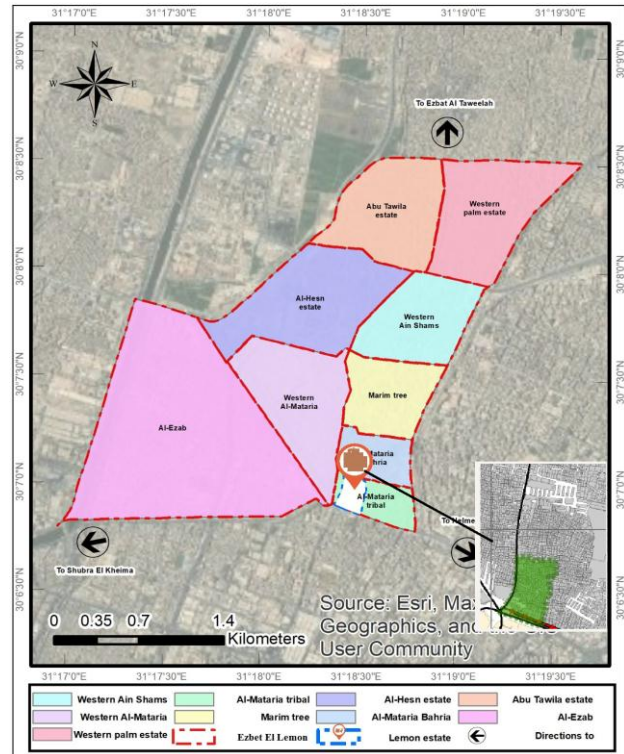 31°17'0"E 31°17'30"E 31°18'0"E 31°18'30"E 31°19'0"E 31°19'30"E
N
W E
S
To Ezbat Al Taweelah
Abu Tawila
estate
Western
palm estate
Al-Hesn
estate
Western
Ain Shams
Al-Ezab
Western
Al-Mataria
Marim tree
Al-Mataria
tribal
To Shubra El Kheima
30°9'0"N
30°8'30"N
30°8'0"N
30°7'30"N
30°7'0"N
30°6'30"N
30°9'0"N
30°8'30"N
30°8'0"N
30°7'30"N
30°7'0"N
30°6'30"N
0 0.35 0.7 1.4
Kilometers
Source: Esri,
Geographics, and
User Community
31°17'0"E 31°17'30"E 31°18'0"E 31°18'30"E 31°19'0"E 31°19'30"E
Western Ain Shams Al-Mataria tribal Al-Hesn estate Abu Tawila estate
Western Al-Mataria Marim tree Al-Mataria Bahria Al-Ezab
Western palm estate Ezbet El Lemon Lemon estate Directions to